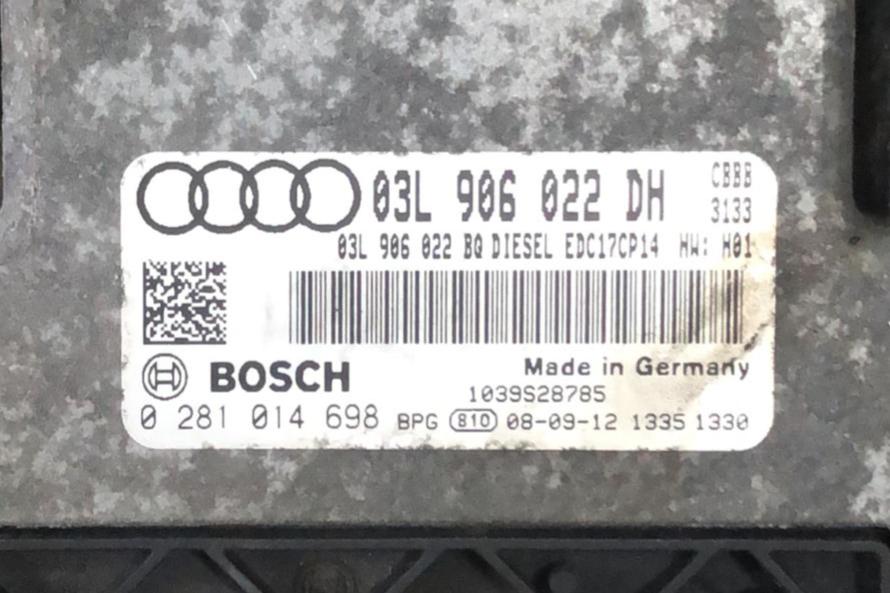 03L 906 022 DH CBBB
3133
03L 906 022 BQ DIESEL EDC17CP14 HW: H01
BOSCH
Made in Germany
1039S28785
0 281 014 698 BPG 810 08-09-12 1335 1330